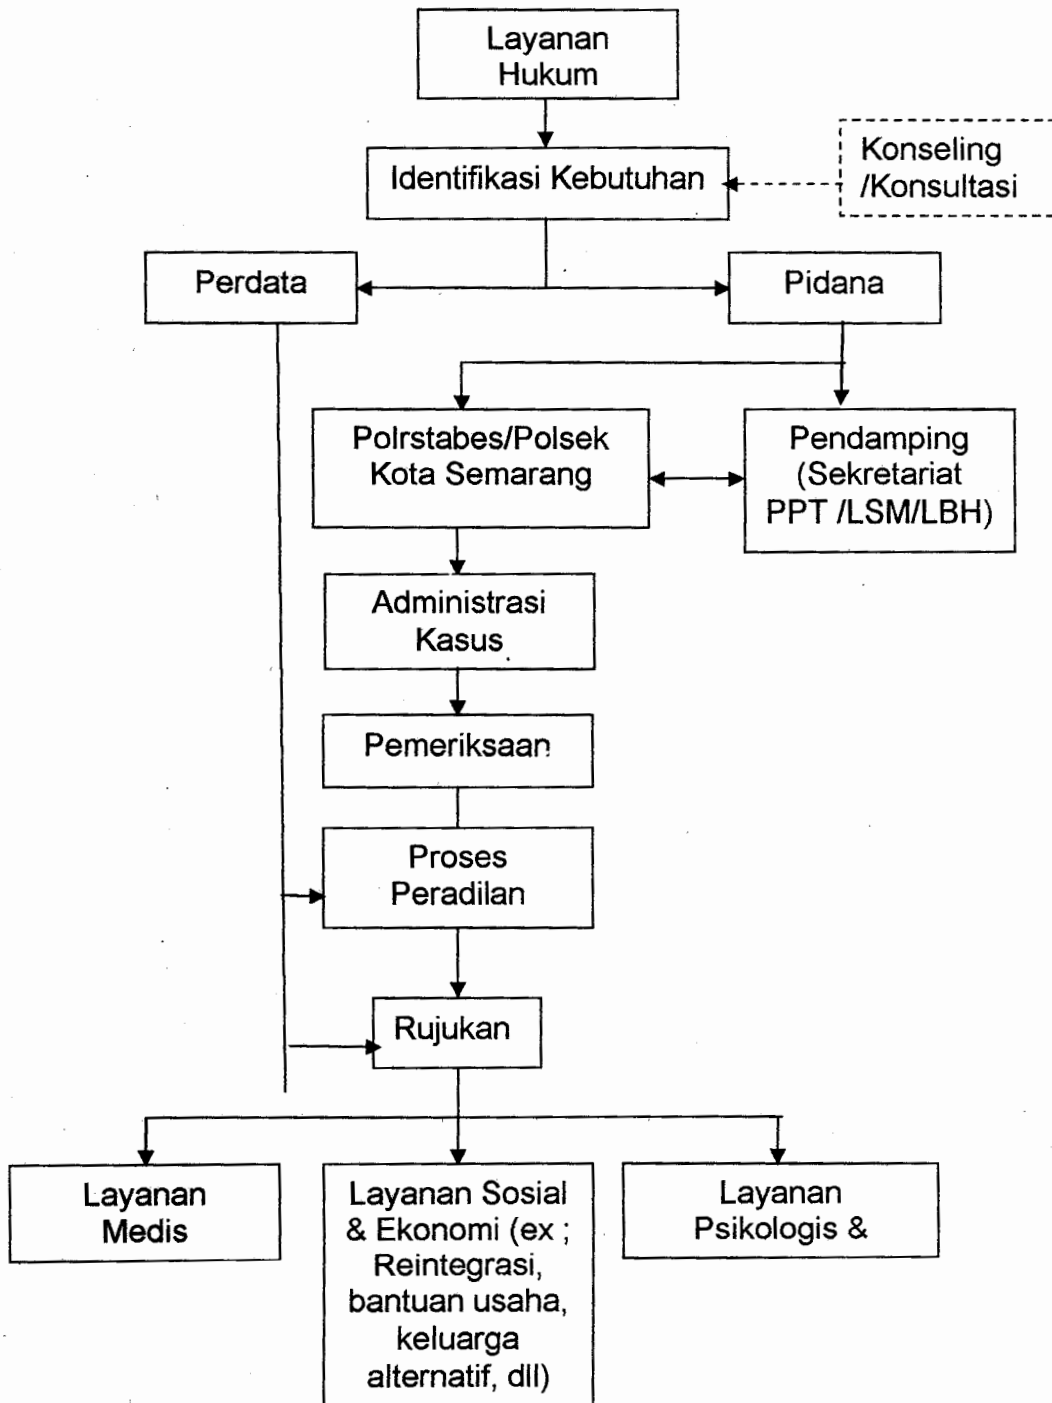 Layanan
Hukum
Identifikasi Kebutuhan
Konseling
/Konsultasi
Perdata
Pidana
Polrstabes/Polsek
Kota Semarang
Pendamping
(Sekretariat
PPT /LSM/LBH)
Administrasi
Kasus
Pemeriksaan
Proses
Peradilan
Rujukan
Layanan
Medis
Layanan Sosial
& Ekonomi (ex ;
Reintegrasi,
bantuan usaha,
keluarga
alternatif, dll)
Layanan
Psikologis &